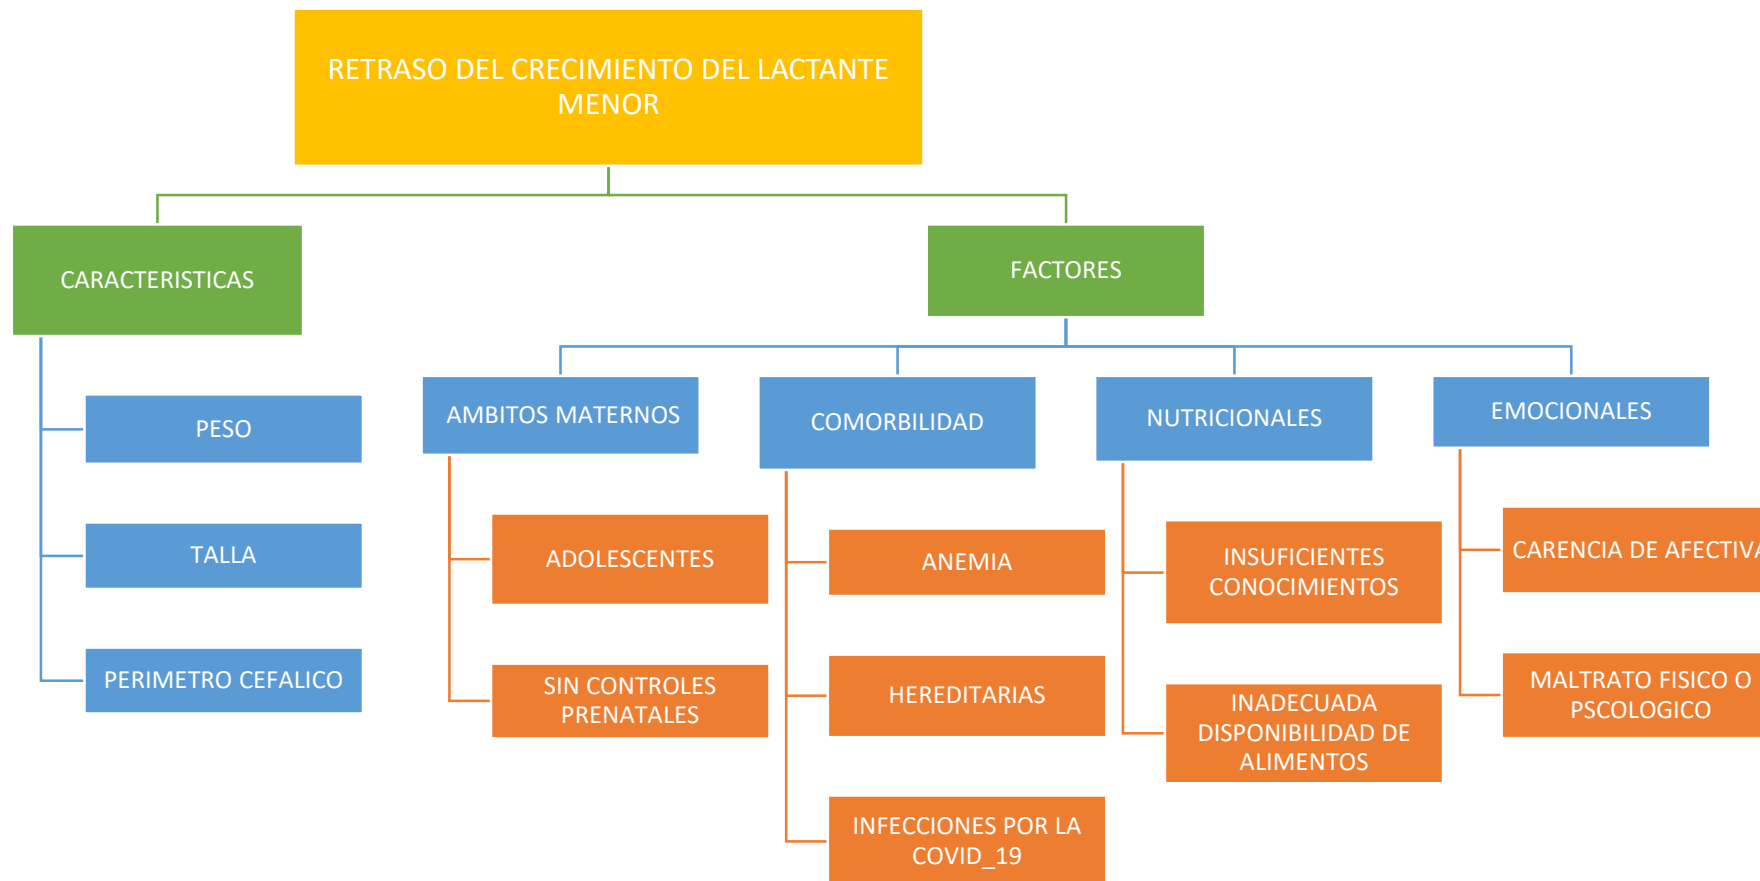 RETRASO DEL CRECIMIENTO DEL LACTANTE
MENOR
CARACTERISTICAS
FACTORES
PESO
TALLA
PERIMETRO CEFALICO
AMBITOS MATERNOS
ADOLESCENTES
SIN CONTROLES
PRENATALES
COMORBILIDAD
ANEMIA
HEREDITARIAS
INFECCIONES POR LA
COVID_19
NUTRICIONALES
INSUFICIENTES
CONOCIMIENTOS
INADECUADA
DISPONIBILIDAD DE
ALIMENTOS
EMOCIONALES
CARENCIA DE AFECTIVA
MALTRATO FISICO O
PSCOLOGICO